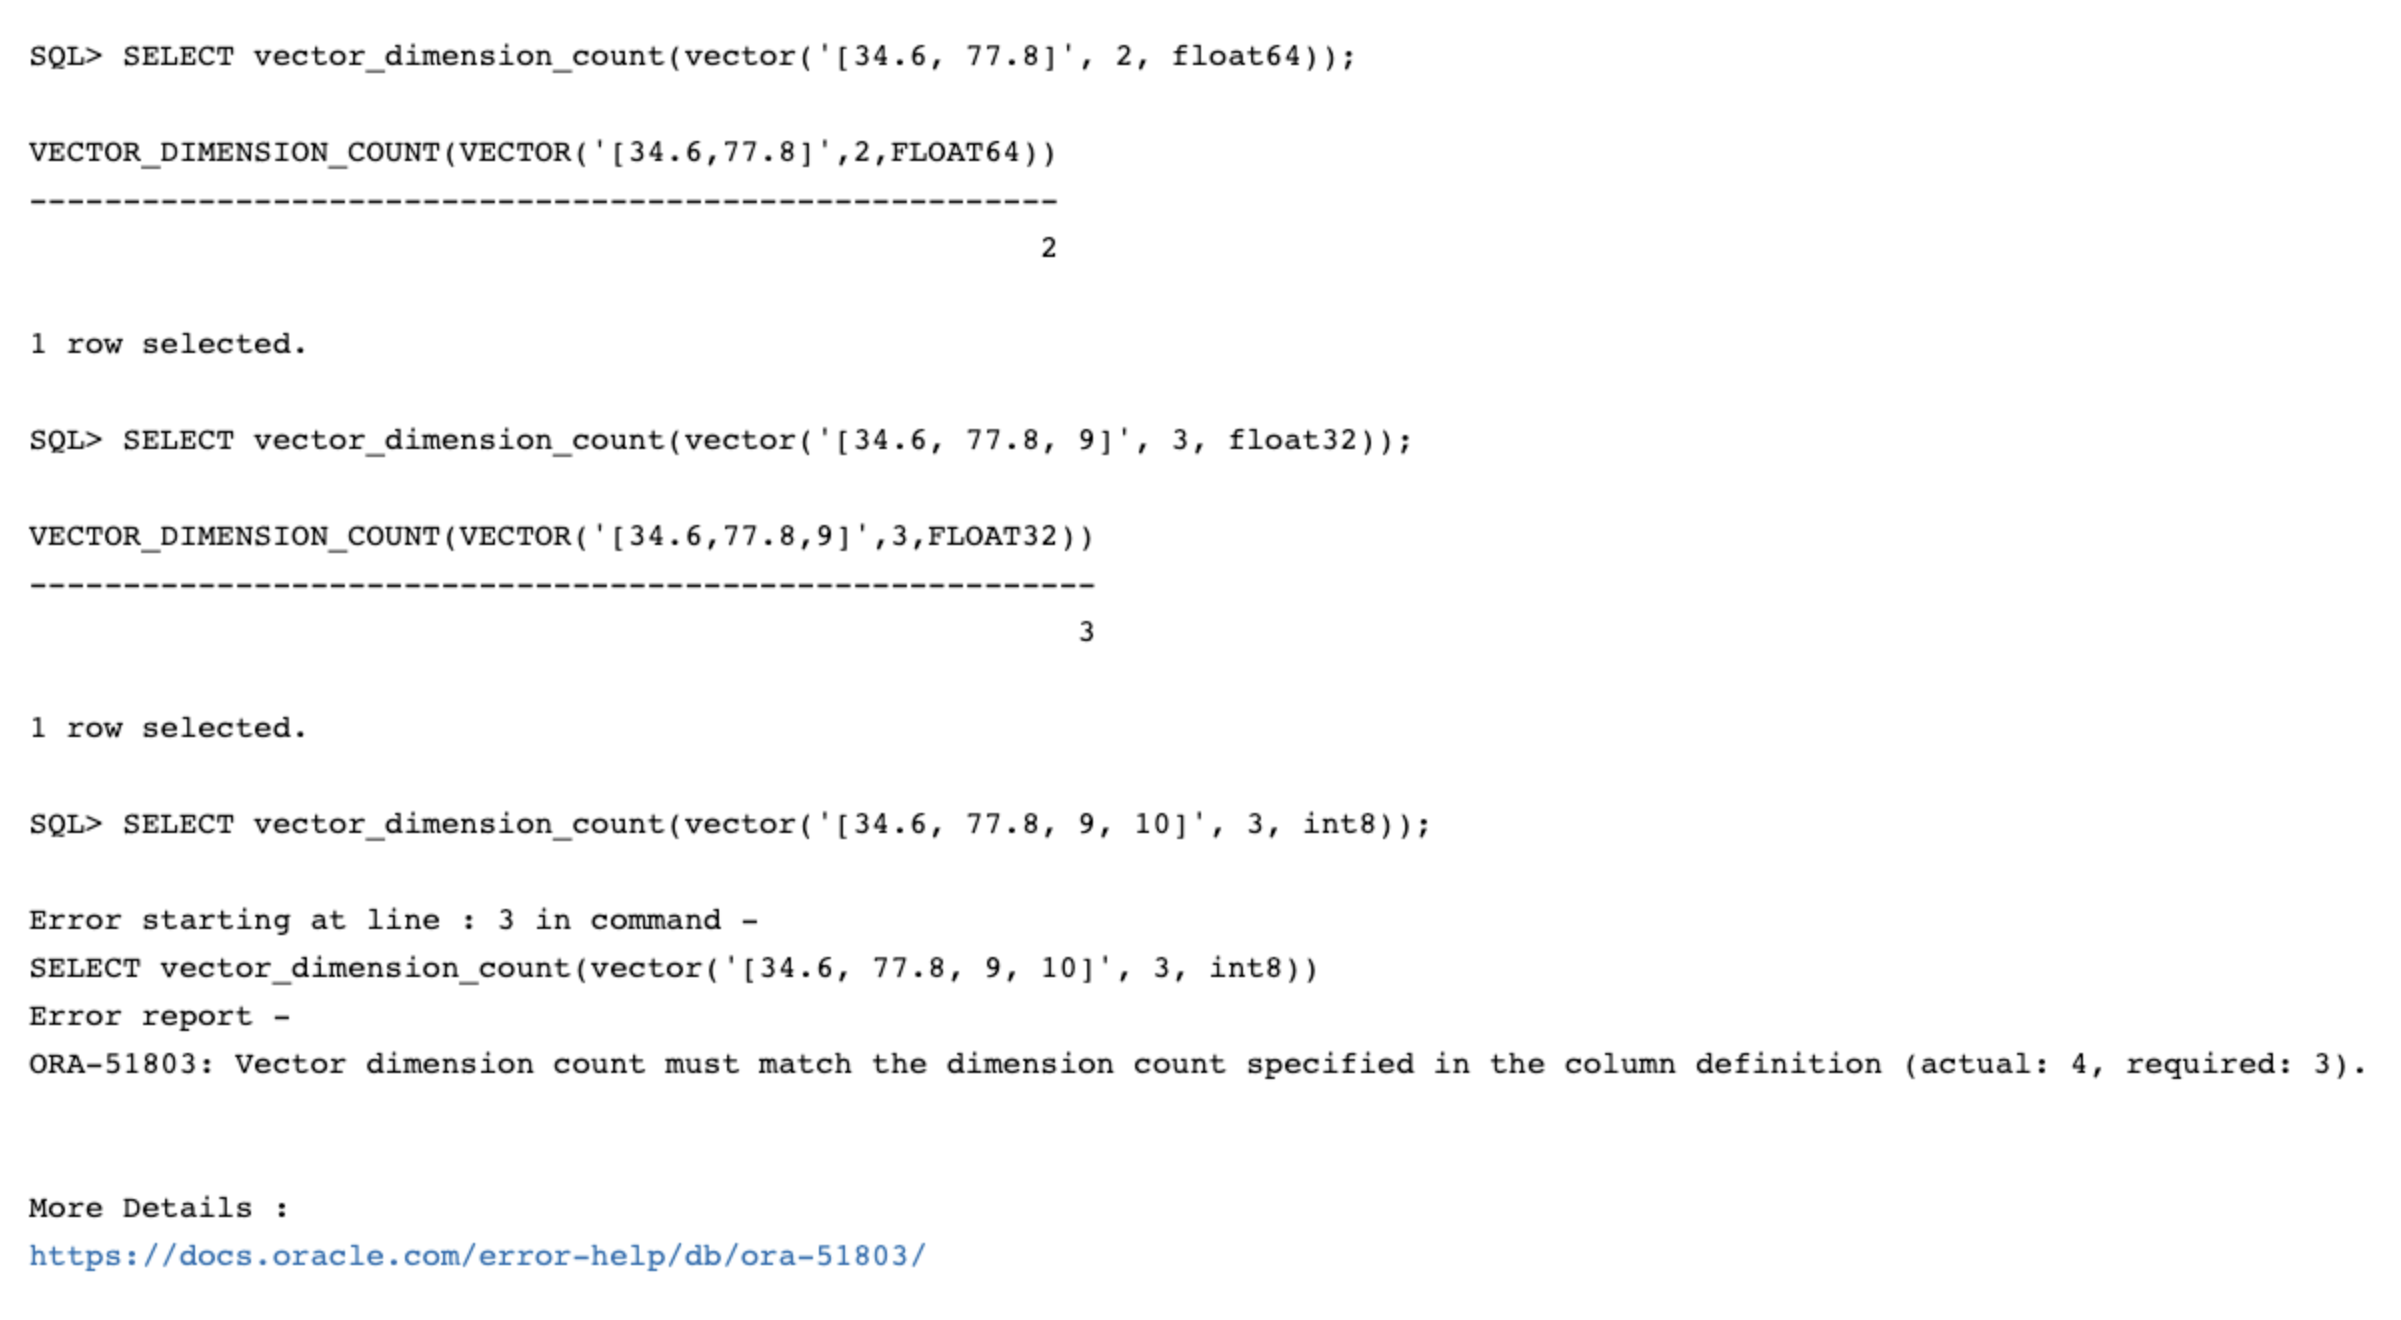 SQL> SELECT vector_dimension_count(vector('[34.6, 77.8]', 2, float64));
VECTOR_DIMENSION_COUNT(VECTOR('[34.6,77.8]',2,FLOAT64))
-------------------------------------------------------
2
1 row selected.
SQL> SELECT vector_dimension_count(vector('[34.6, 77.8, 9]', 3, float32));
VECTOR_DIMENSION_COUNT(VECTOR('[34.6,77.8,9]',3,FLOAT32))
---------------------------------------------------------
3
1 row selected.
SQL> SELECT vector_dimension_count(vector('[34.6, 77.8, 9, 10]', 3, int8));
Error starting at line : 3 in command -
SELECT vector_dimension_count(vector('[34.6, 77.8, 9, 10]', 3, int8))
Error report -
ORA-51803: Vector dimension count must match the dimension count specified in the column definition (actual: 4, required: 3).
More Details :
https://docs.oracle.com/error-help/db/ora-51803/